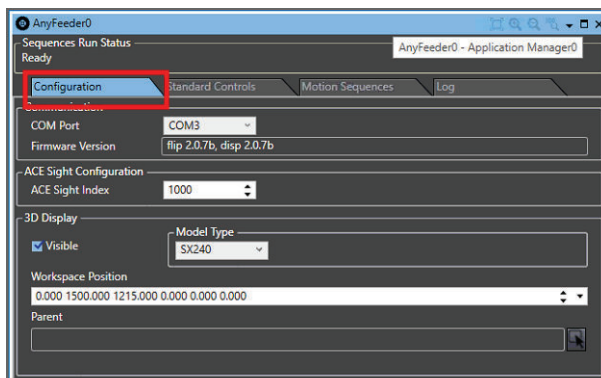 AnyFeeder0
Sequences Run Status
Ready
AnyFeeder0 - Application Manager0
Configuration
Standard Controls
Motion Sequences
Log
Communication
COM Port
COM3
Firmware Version
flip 2.0.7b, disp 2.0.7b
ACE Sight Configuration
ACE Sight Index
1000
3D Display
Visible
Model Type
SX240
Workspace Position
0.000 1500.000 1215.000 0.000 0.000 0.000
Parent